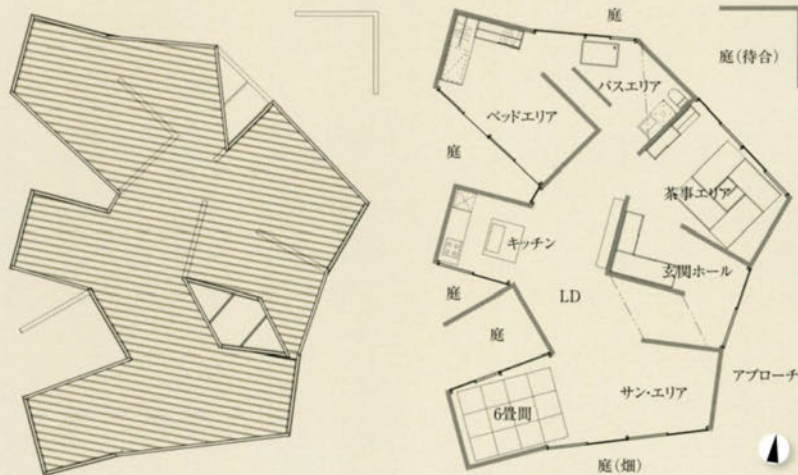 庭
庭(待合)
バスエリア
ベッドエリア
庭
茶事エリア
キッチン
玄関ホール
庭
LD
庭
アプローチ
サン・エリア
6畳間
庭(畑)